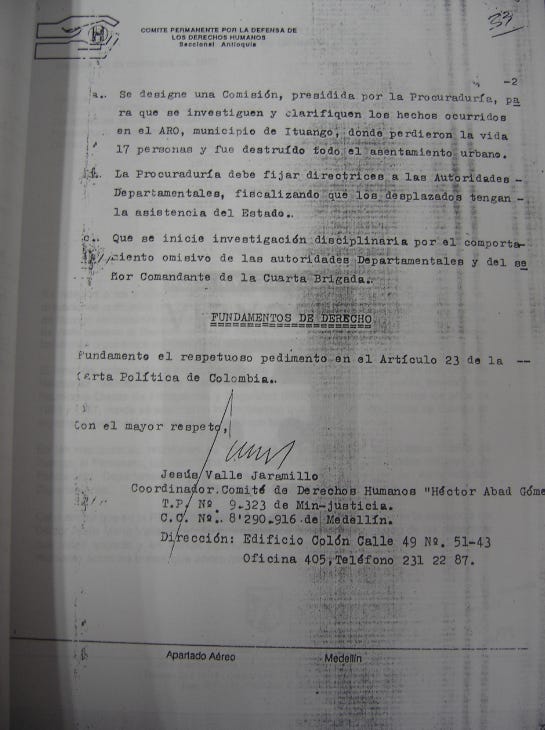 COMITE PERMANENTE POR LA DEFENSA DE
LOS DERECHOS HUMANOS
Seccional Antioquia
53
-2
a.. Se designe una Comisión, presidida por la Procuraduría, pa
ra que se investiguen y clarifiquen los hechos ocurridos
en el ARO, municipio de Ituango, donde perdieron la vida
17 personas y fue destruído todo el asentamiento urbano.
b. La Procuraduría debe fijar directrices a las Autoridades -
Departamentales, fiscalizando que los desplazados tengan -
la asistencia del Estado..
c.. Que se inicie investigación disciplinaria por el comporta-
miento omisivo de las autoridades Departamentales y del se
ñor Comandante de la Cuarta Brigada..
FUNDAMENTOS DE DERECHO
Fundamento el respetuoso pedimento en el Artículo 23 de la --
Carta Política de Colombia..
Con el mayor respeto,
Jesús Valle Jaramillo
Coordinador.Comité de Derechos Humanos "Héctor Abad Góme
T.P. Nº. 9.323 de Min-justicia.
C.C. Nº. 8'290.916 de Medellín.
Dirección: Edificio Colón Calle 49 Nº. 51-43
Oficina 405,Teléfono 231 22 87.
Apartado Aéreo Medellín